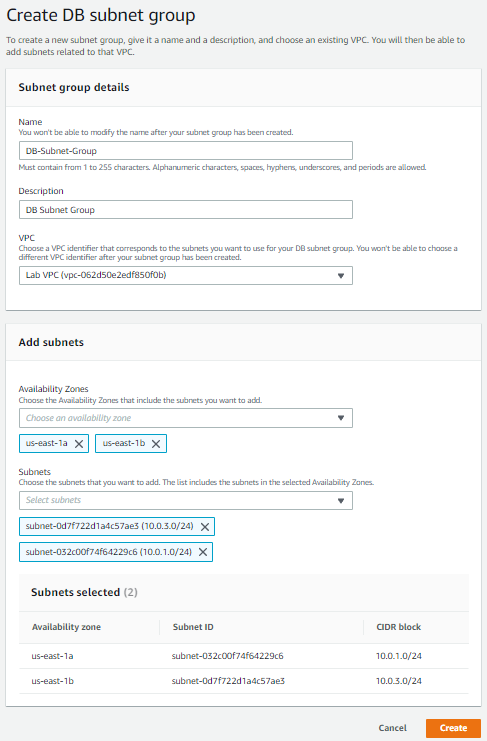 Create DB subnet group
To create a new subnet group, give it a name and a description, and choose an existing VPC. You will then be able to
add subnets related to that VPC.
Subnet group details
Name
You won't be able to modify the name after your subnet group has been created.
DB-Subnet-Group
Must contain from 1 to 255 characters. Alphanumeric characters, spaces, hyphens, underscores, and periods are allowed.
Description
DB Subnet Group
VPC
Choose a VPC identifier that corresponds to the subnets you want to use for your DB subnet group. You won't be able to choose a
different VPC identifier after your subnet group has been created.
Lab VPC (vpc-062d50e2edf850f0b)
Add subnets
Availability Zones
Choose the Availability Zones that include the subnets you want to add.
Choose an availability zone
us-east-1a us-east-1b
Subnets
Choose the subnets that you want to add. The list includes the subnets in the selected Availability Zones.
Select subnets
subnet-0d7f722d1a4c57ae3 (10.0.3.0/24)
subnet-032c00f74f64229c6 (10.0.1.0/24)
Subnets selected (2)
Availability zone Subnet ID CIDR block
us-east-1a subnet-032c00f74f64229c6 10.0.1.0/24
us-east-1b subnet-0d7f722d1a4c57ae3 10.0.3.0/24
Cancel Create